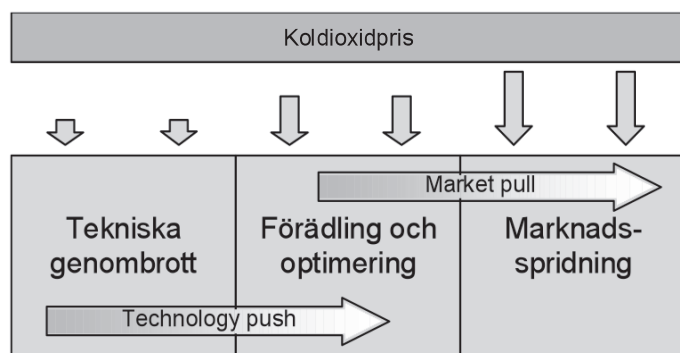 Koldioxidpris
Market pull
Tekniska
genombrott
Förädling och
optimering
Marknads-
spridning
Technology push